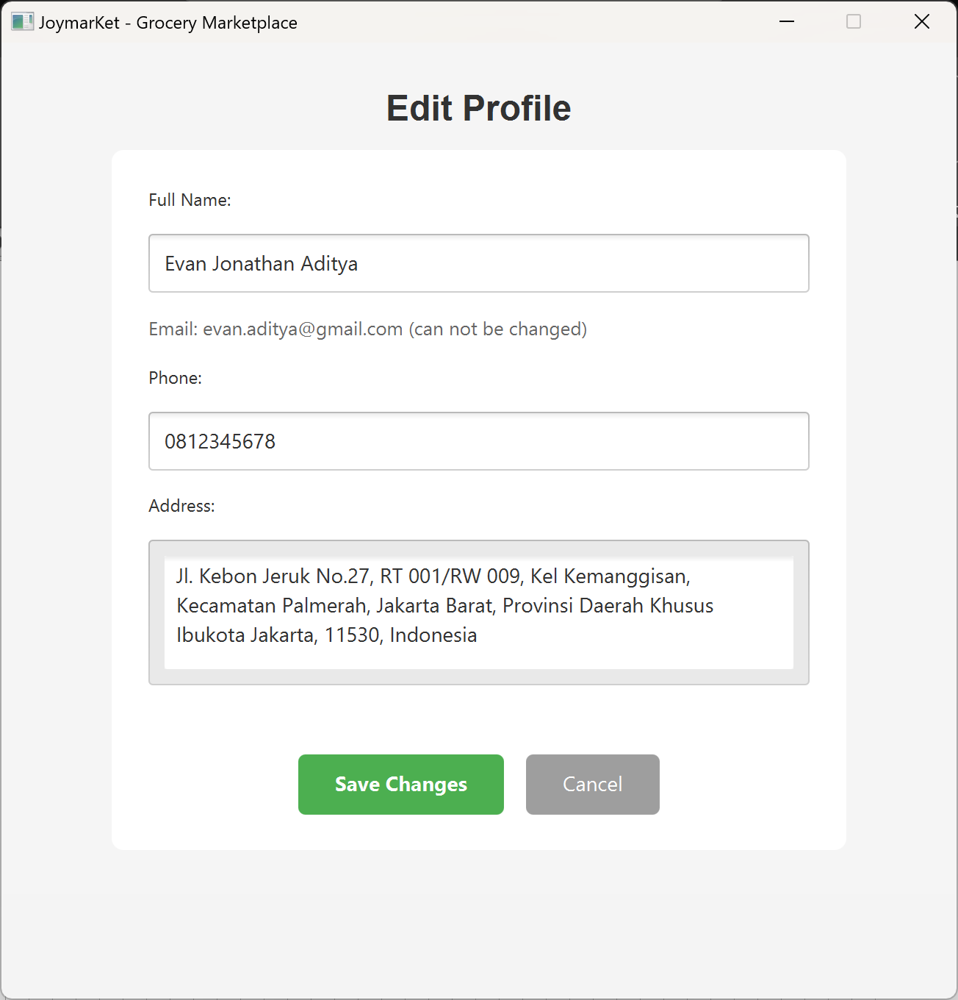 JoymarKet - Grocery Marketplace
Edit Profile
Full Name:
Evan Jonathan Aditya
Email: evan.aditya@gmail.com (can not be changed)
Phone:
0812345678
Address:
Jl. Kebon Jeruk No.27, RT 001/RW 009, Kel Kemanggisan,
Kecamatan Palmerah, Jakarta Barat, Provinsi Daerah Khusus
Ibukota Jakarta, 11530, Indonesia
Save Changes
Cancel